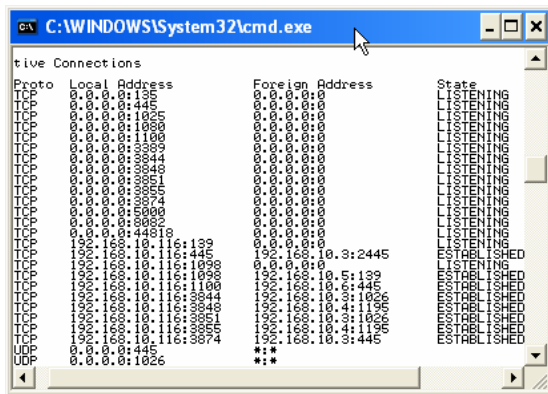 C:\WINDOWS\System32\cmd.exe
tive Connections
Proto Local Address Foreign Address State
TCP 0.0.0.0:135 0.0.0.0:0 LISTENING
TCP 0.0.0.0:445 0.0.0.0:0 LISTENING
TCP 0.0.0.0:1025 0.0.0.0:0 LISTENING
TCP 0.0.0.0:1080 0.0.0.0:0 LISTENING
TCP 0.0.0.0:1100 0.0.0.0:0 LISTENING
TCP 0.0.0.0:3389 0.0.0.0:0 LISTENING
TCP 0.0.0.0:3844 0.0.0.0:0 LISTENING
TCP 0.0.0.0:3848 0.0.0.0:0 LISTENING
TCP 0.0.0.0:3851 0.0.0.0:0 LISTENING
TCP 0.0.0.0:3855 0.0.0.0:0 LISTENING
TCP 0.0.0.0:3874 0.0.0.0:0 LISTENING
TCP 0.0.0.0:5000 0.0.0.0:0 LISTENING
TCP 0.0.0.0:8082 0.0.0.0:0 LISTENING
TCP 0.0.0.0:44818 0.0.0.0:0 LISTENING
TCP 192.168.10.116:139 0.0.0.0:0 LISTENING
TCP 192.168.10.116:445 192.168.10.3:2445 ESTABLISHED
TCP 192.168.10.116:1098 0.0.0.0:0 LISTENING
TCP 192.168.10.116:1098 192.168.10.5:139 ESTABLISHED
TCP 192.168.10.116:1100 192.168.10.6:445 ESTABLISHED
TCP 192.168.10.116:3844 192.168.10.3:1026 ESTABLISHED
TCP 192.168.10.116:3848 192.168.10.4:1195 ESTABLISHED
TCP 192.168.10.116:3851 192.168.10.3:1026 ESTABLISHED
TCP 192.168.10.116:3855 192.168.10.4:1195 ESTABLISHED
TCP 192.168.10.116:3874 192.168.10.3:445 ESTABLISHED
UDP 0.0.0.0:445 *:*
UDP 0.0.0.0:1026 *:*